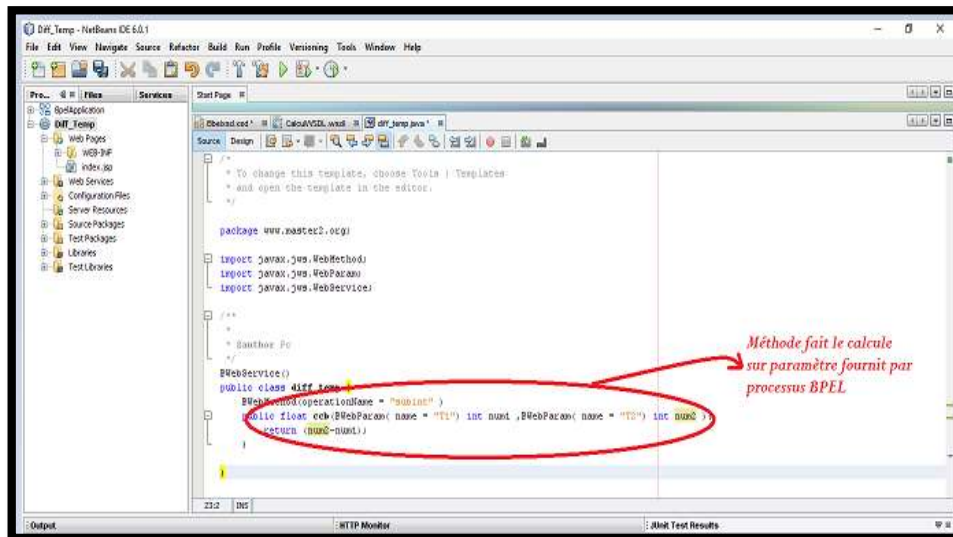 Diff_Temp - NetBeans IDE 6.0.1
File Edit View Navigate Source Refactor Build Run Profile Versioning Tools Window Help
Pro... Files Services
Start Page
BpelApplication
Diff_Temp
Web Pages
WEB-INF
index.jsp
Web Services
Configuration Files
Server Resources
Source Packages
Test Packages
Libraries
Test Libraries
CalculWSDL.wsdl diff_temp.java *
Source Design
/*
* To change this template, choose Tools | Templates
* and open the template in the editor.
*/
package www.master2.org;
import javax.jws.WebMethod;
import javax.jws.WebParam;
import javax.jws.WebService;
/**
*
* @author Pc
*/
@WebService()
public class diff_temp {
@WebMethod(operationName = "subint" )
public float ccb(@WebParam( name = "T1") int num1 ,@WebParam( name = "T2") int num2 ){
return (num2-num1);
}
}
Méthode fait le calcule
sur paramètre fournit par
processus BPEL
23:2 INS
Output HTTP Monitor JUnit Test Results